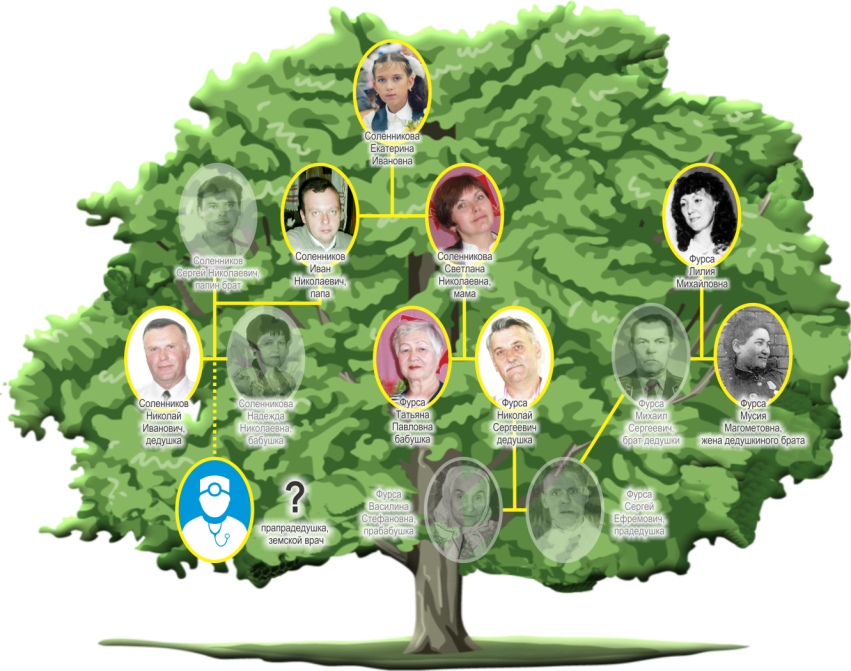 Соленникова
Екатерина
Ивановна
Соленников
Сергей Николаевич,
папин брат
Соленников
Иван
Николаевич,
папа
Соленникова
Светлана
Николаевна,
мама
Фурса
Лилия
Михайловна
Соленников
Николай
Иванович,
дедушка
Соленникова
Надежда
Николаевна,
бабушка
Фурса
Татьяна
Павловна
бабушка
Фурса
Николай
Сергеевич
дедушка
Фурса
Михаил
Сергеевич,
брат дедушки
Фурса
Мусия
Магометовна,
жена дедушкиного брата
?
прапрадедушка,
земской врач
Фурса
Василина
Стефановна,
прабабушка
Фурса
Сергей
Ефремович,
прадедушка